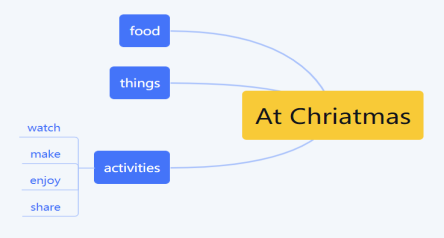 food
things
At Chriatmas
watch
make
activities
enjoy
share